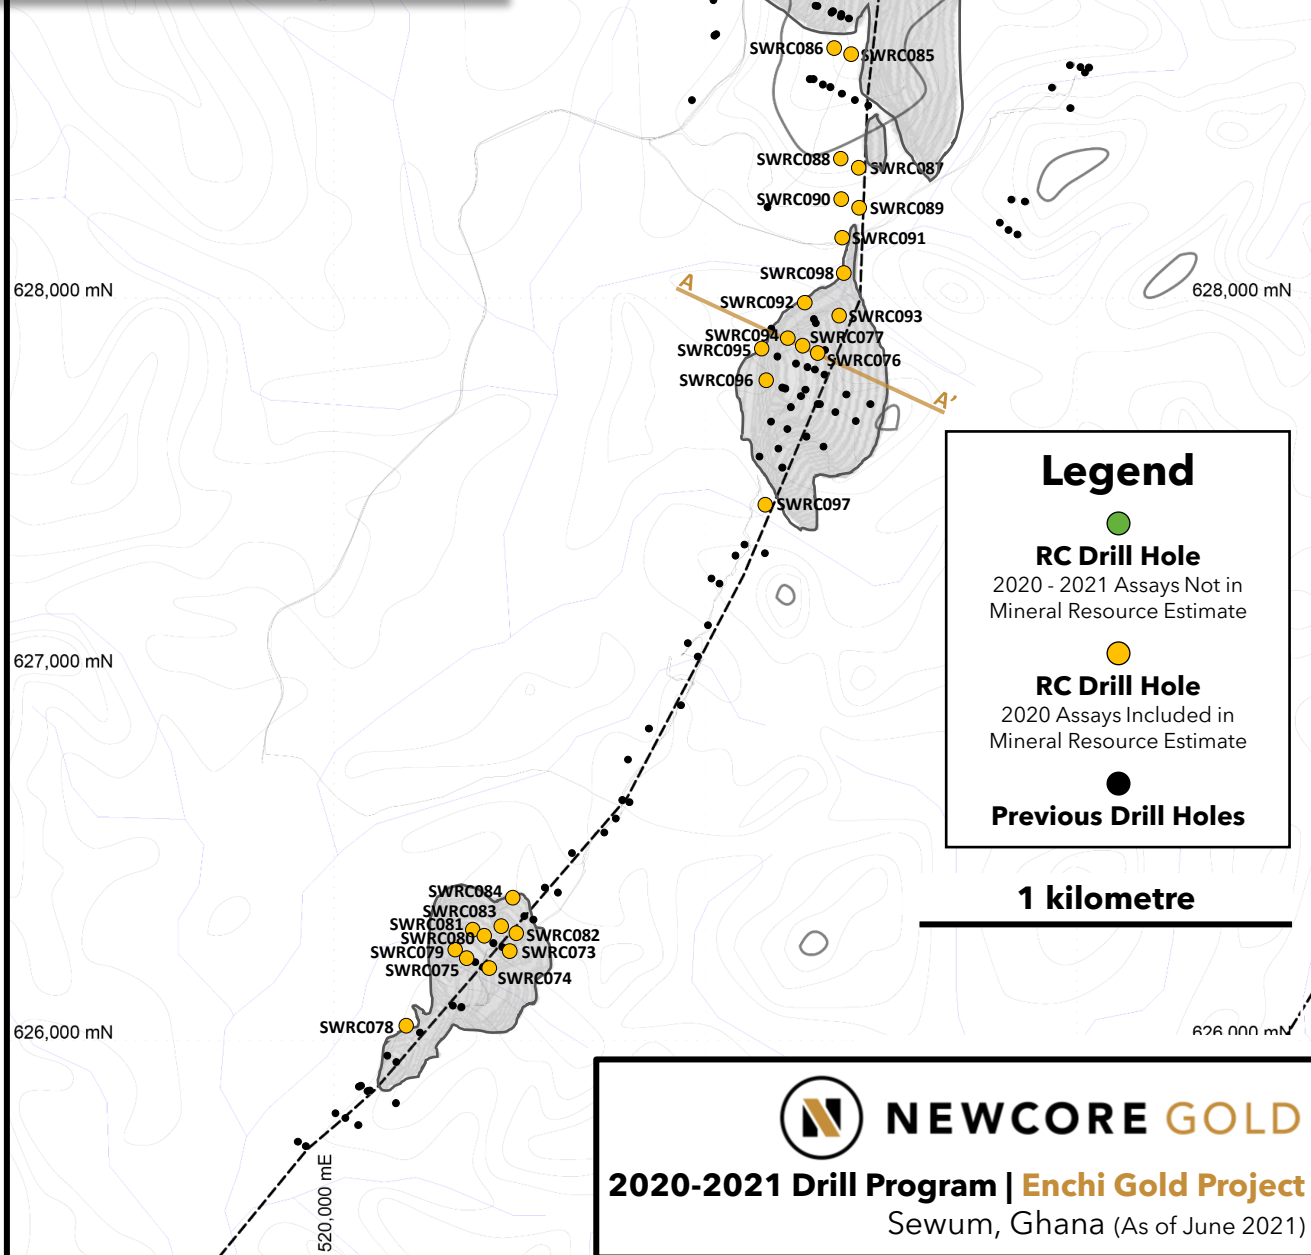 SWRC086
SWRC085
SWRC088
SWRC087
SWRC090
SWRC089
SWRC091
SWRC098
A
628,000 mN
628,000 mN
SWRC092
SWRC093
SWRC094
SWRC077
SWRC095
SWRC076
SWRC096
A'
SWRC097
Legend
RC Drill Hole
2020 - 2021 Assays Not in
Mineral Resource Estimate
RC Drill Hole
2020 Assays Included in
Mineral Resource Estimate
Previous Drill Holes
627,000 mN
1 kilometre
SWRC084
SWRC083
SWRC081
SWRC080
SWRC082
SWRC079
SWRC073
SWRC075
SWRC074
SWRC078
626,000 mN
626,000 mN
520,000 mE
N NEWCORE GOLD
2020-2021 Drill Program | Enchi Gold Project
Sewum, Ghana (As of June 2021)